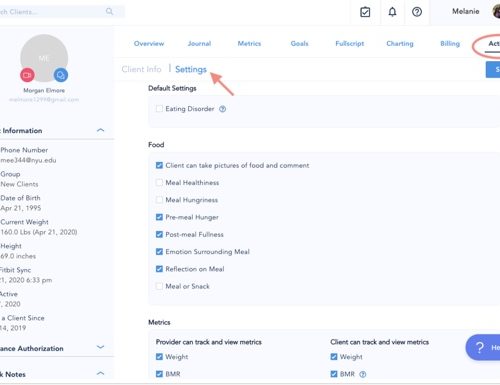 ch Clients...
Melanie
ME
Morgan Elmore
melmore1299@gmail.com
Overview Journal Metrics Goals Fullscript Charting Billing Act
Client Info | Settings
S
Default Settings
Eating Disorder
Food
Client can take pictures of food and comment
Meal Healthiness
Meal Hungriness
Pre-meal Hunger
Post-meal Fullness
Emotion Surrounding Meal
Reflection on Meal
Meal or Snack
Metrics
Provider can track and view metrics
Client can track and view metrics
Weight
Weight
BMR
BMR
He
t Information
Phone Number
mee344@nyu.edu
Group
New Clients
Date of Birth
Apr 21, 1995
Current Weight
160.0 Lbs (Apr 21, 2020)
Height
69.0 inches
Fitbit Sync
21, 2020 6:33 pm
Active
, 2020
a Client Since
14, 2019
ance Authorization
k Notes